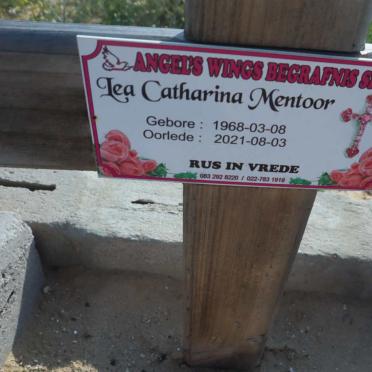 ANGEL'S WINGS BEGRAFNIS
Lea Catharina Mentoor
Gebore : 1968-03-08
Oorlede : 2021-08-03
RUS IN VREDE
083 292 8220 / 022-783 1918